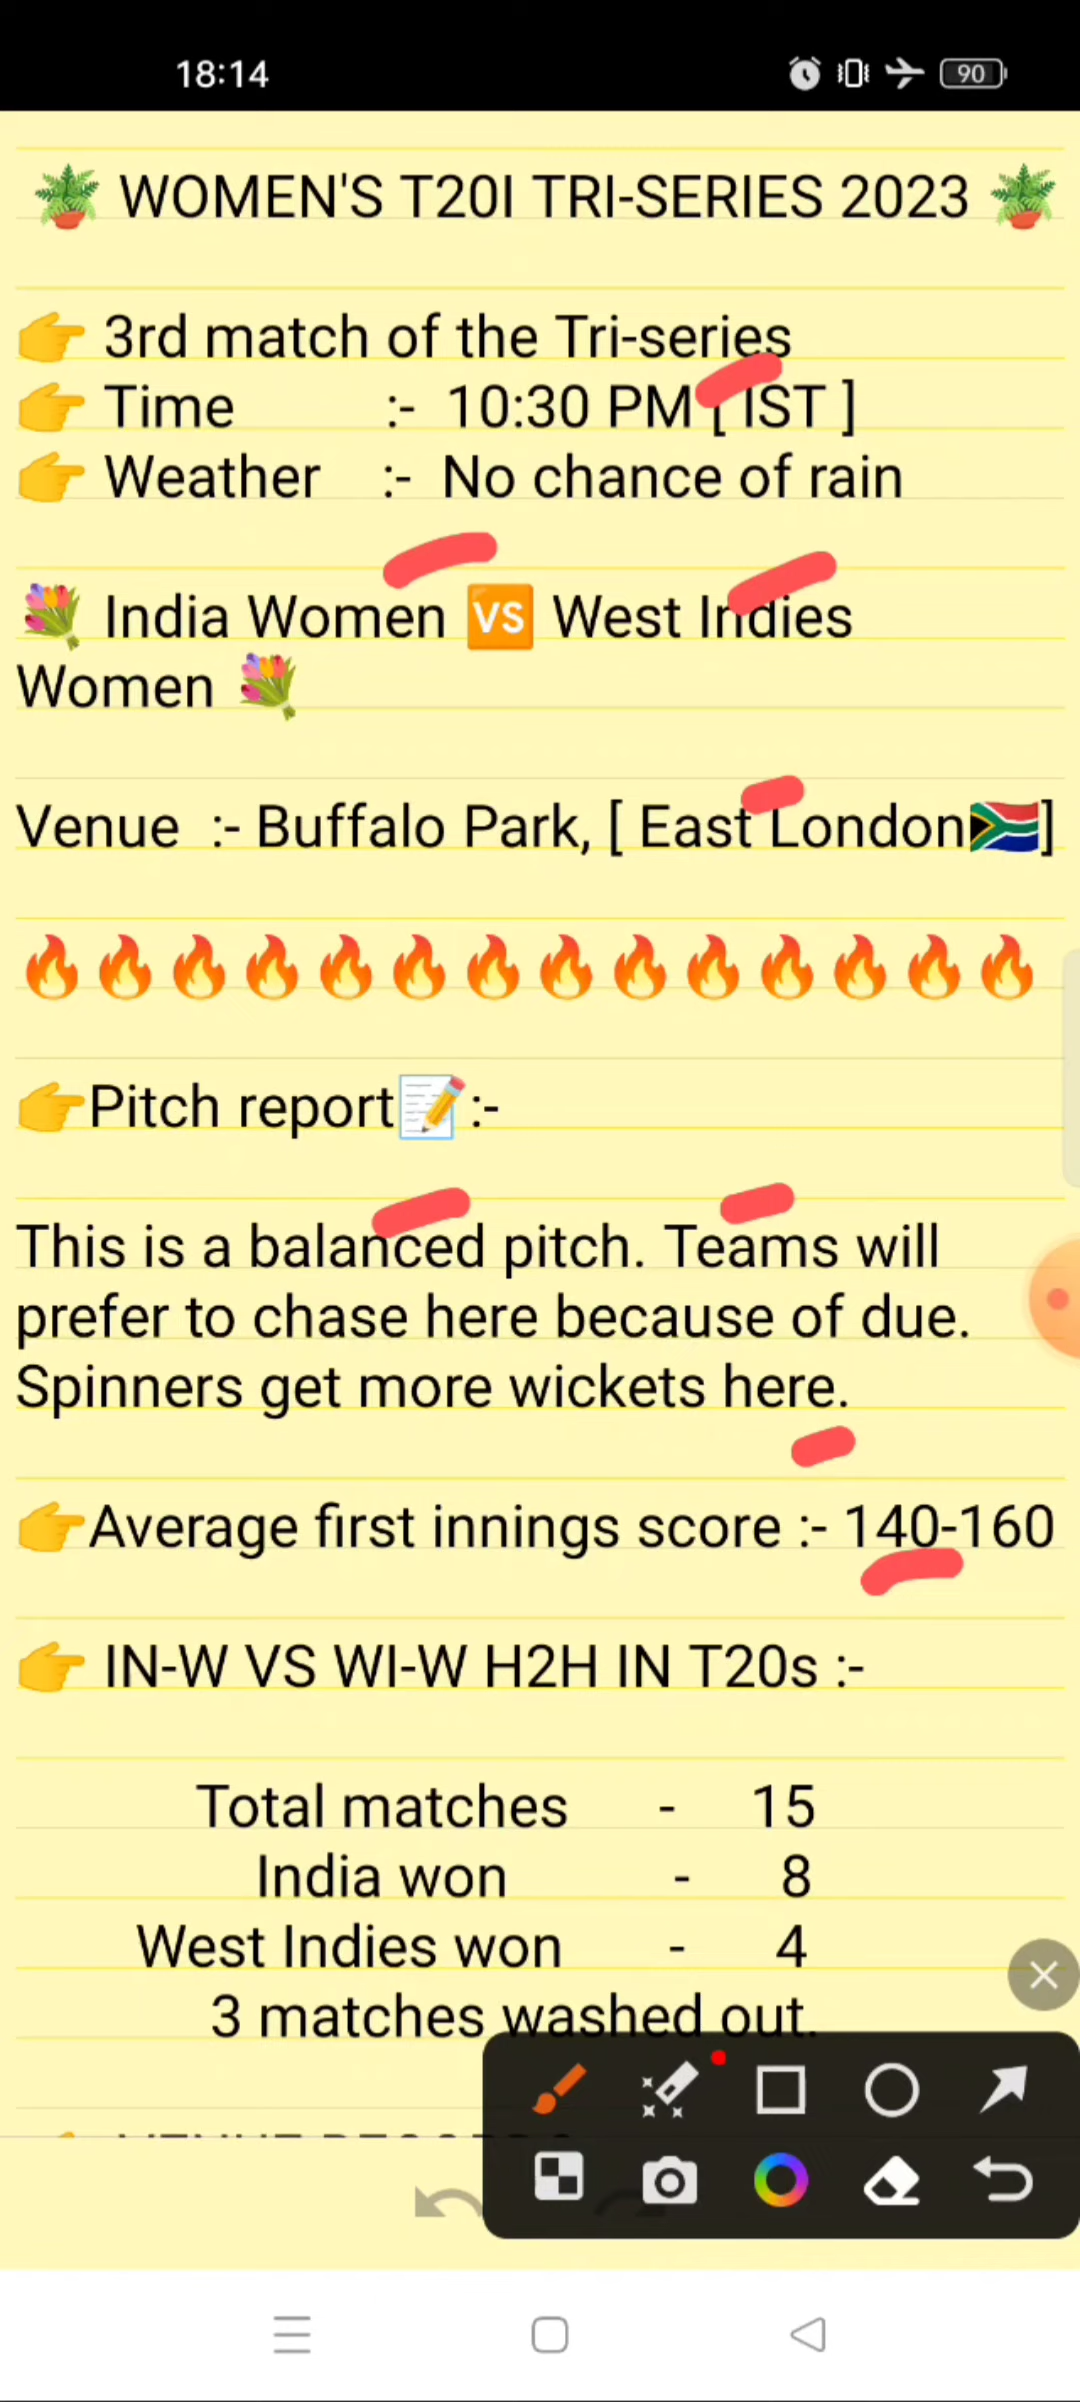 18:14
90
WOMEN'S T20I TRI-SERIES 2023
3rd match of the Tri-series
Time :- 10:30 PM [ IST ]
Weather :- No chance of rain
India Women VS West Indies
Women
Venue :- Buffalo Park, [ East London🇿🇦]
Pitch report📝:-
This is a balanced pitch. Teams will
prefer to chase here because of due.
Spinners get more wickets here.
Average first innings score :- 140-160
IN-W VS WI-W H2H IN T20s :-
Total matches - 15
India won - 8
West Indies won - 4
3 matches washed out.